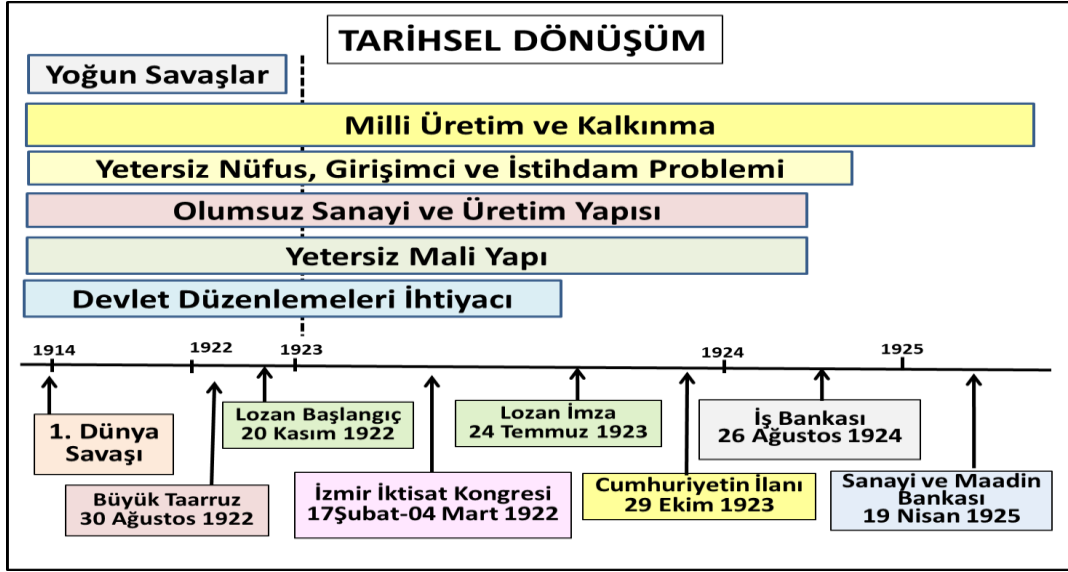 TARİHSEL DÖNÜŞÜM
Yoğun Savaşlar
Milli Üretim ve Kalkınma
Yetersiz Nüfus, Girişimci ve İstihdam Problemi
Olumsuz Sanayi ve Üretim Yapısı
Yetersiz Mali Yapı
Devlet Düzenlemeleri İhtiyacı
1914
1922
1923
1924
1925
1. Dünya
Savaşı
Büyük Taarruz
30 Ağustos 1922
Lozan Başlangıç
20 Kasım 1922
İzmir İktisat Kongresi
17Şubat-04 Mart 1922
Lozan İmza
24 Temmuz 1923
Cumhuriyetin İlanı
29 Ekim 1923
İş Bankası
26 Ağustos 1924
Sanayi ve Maadin
Bankası
19 Nisan 1925